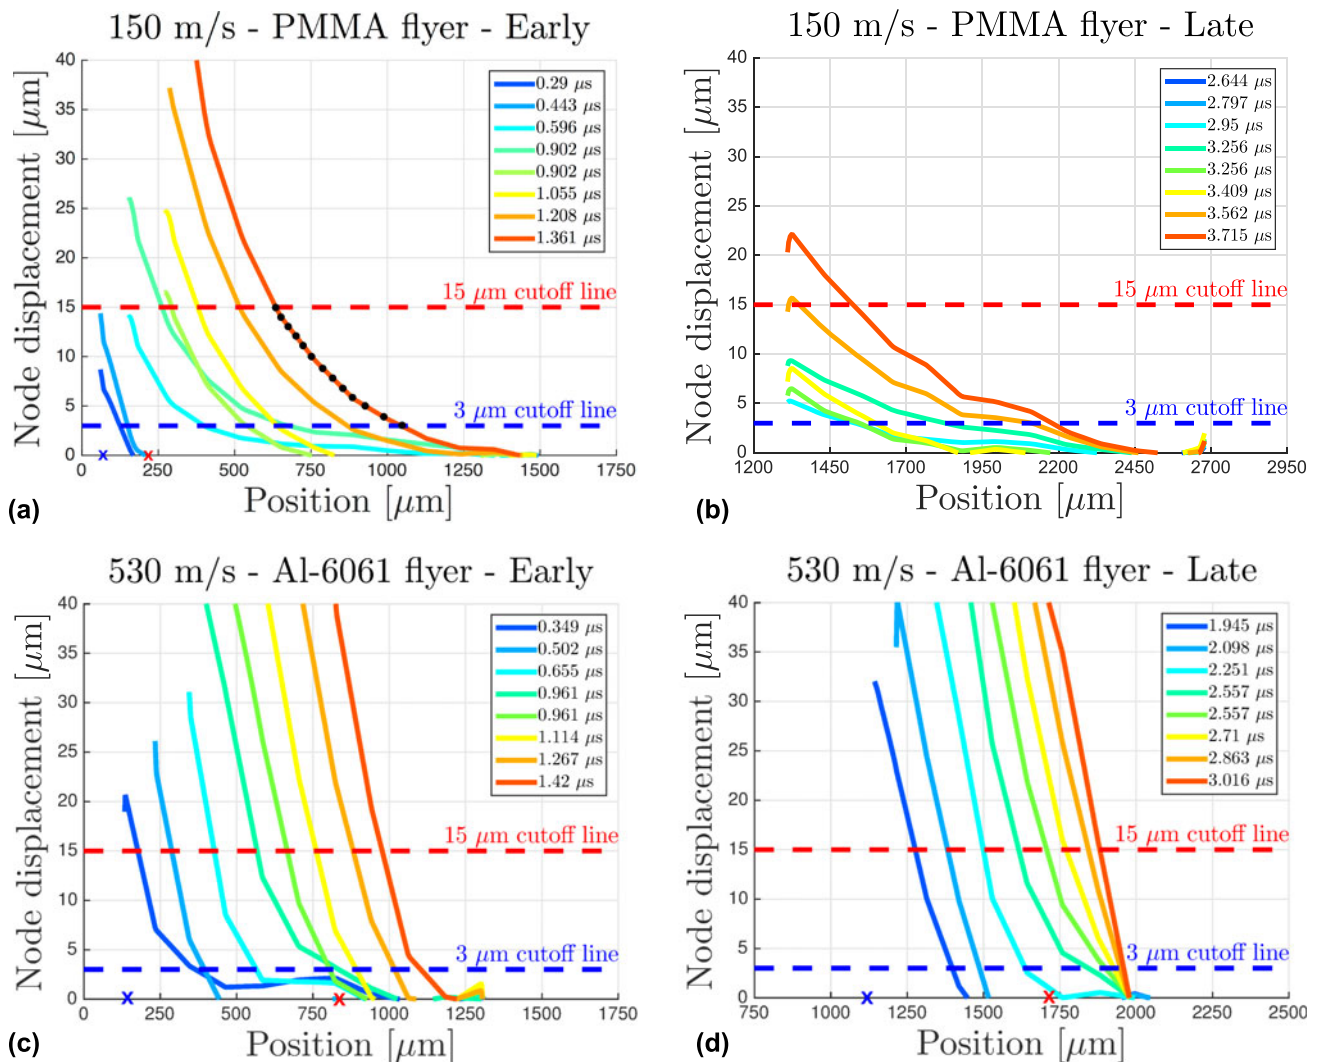 150 m/s - PMMA flyer - Early
Node displacement [μm]
40
35
30
25
20
15
10
5
0
0.29 μs
0.443 μs
0.596 μs
0.902 μs
0.902 μs
1.055 μs
1.208 μs
1.361 μs
15 μm cutoff line
3 μm cutoff line
x
x
0 250 500 750 1000 1250 1500 1750
Position [μm]
(a)
150 m/s - PMMA flyer - Late
Node displacement [μm]
40
35
30
25
20
15
10
5
0
2.644 μs
2.797 μs
2.95 μs
3.256 μs
3.256 μs
3.409 μs
3.562 μs
3.715 μs
15 μm cutoff line
3 μm cutoff line
1200 1450 1700 1950 2200 2450 2700 2950
Position [μm]
(b)
530 m/s - Al-6061 flyer - Early
Node displacement [μm]
40
35
30
25
20
15
10
5
0
0.349 μs
0.502 μs
0.655 μs
0.961 μs
0.961 μs
1.114 μs
1.267 μs
1.42 μs
15 μm cutoff line
3 μm cutoff line
x
x
0 250 500 750 1000 1250 1500 1750
Position [μm]
(c)
530 m/s - Al-6061 flyer - Late
Node displacement [μm]
40
35
30
25
20
15
10
5
0
1.945 μs
2.098 μs
2.251 μs
2.557 μs
2.557 μs
2.71 μs
2.863 μs
3.016 μs
15 μm cutoff line
3 μm cutoff line
x
x
750 1000 1250 1500 1750 2000 2250 2500
Position [μm]
(d)